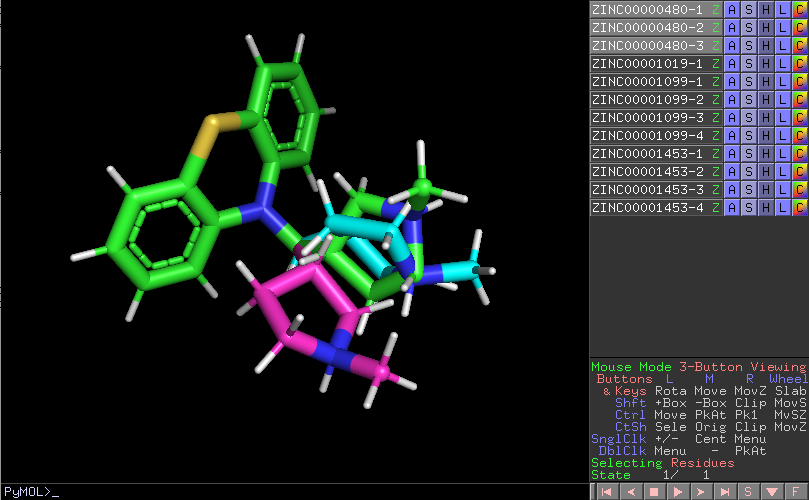 ZINC00000480-1 Z A S H L C
ZINC00000480-2 Z A S H L C
ZINC00000480-3 Z A S H L C
ZINC00001019-1 Z A S H L C
ZINC00001099-1 Z A S H L C
ZINC00001099-2 Z A S H L C
ZINC00001099-3 Z A S H L C
ZINC00001099-4 Z A S H L C
ZINC00001453-1 Z A S H L C
ZINC00001453-2 Z A S H L C
ZINC00001453-3 Z A S H L C
ZINC00001453-4 Z A S H L C
Mouse Mode 3-Button Viewing
Buttons L M R Wheel
& Keys Rota Move MovZ Slab
Shft +Box -Box Clip MovS
Ctrl Move PkAt Pk1 MvSZ
CtSh Sele Orig Clip MovZ
SnglClk +/- Cent Menu
DblClk Menu - PkAt
Selecting Residues
State 1/ 1
PyMOL>_ S F